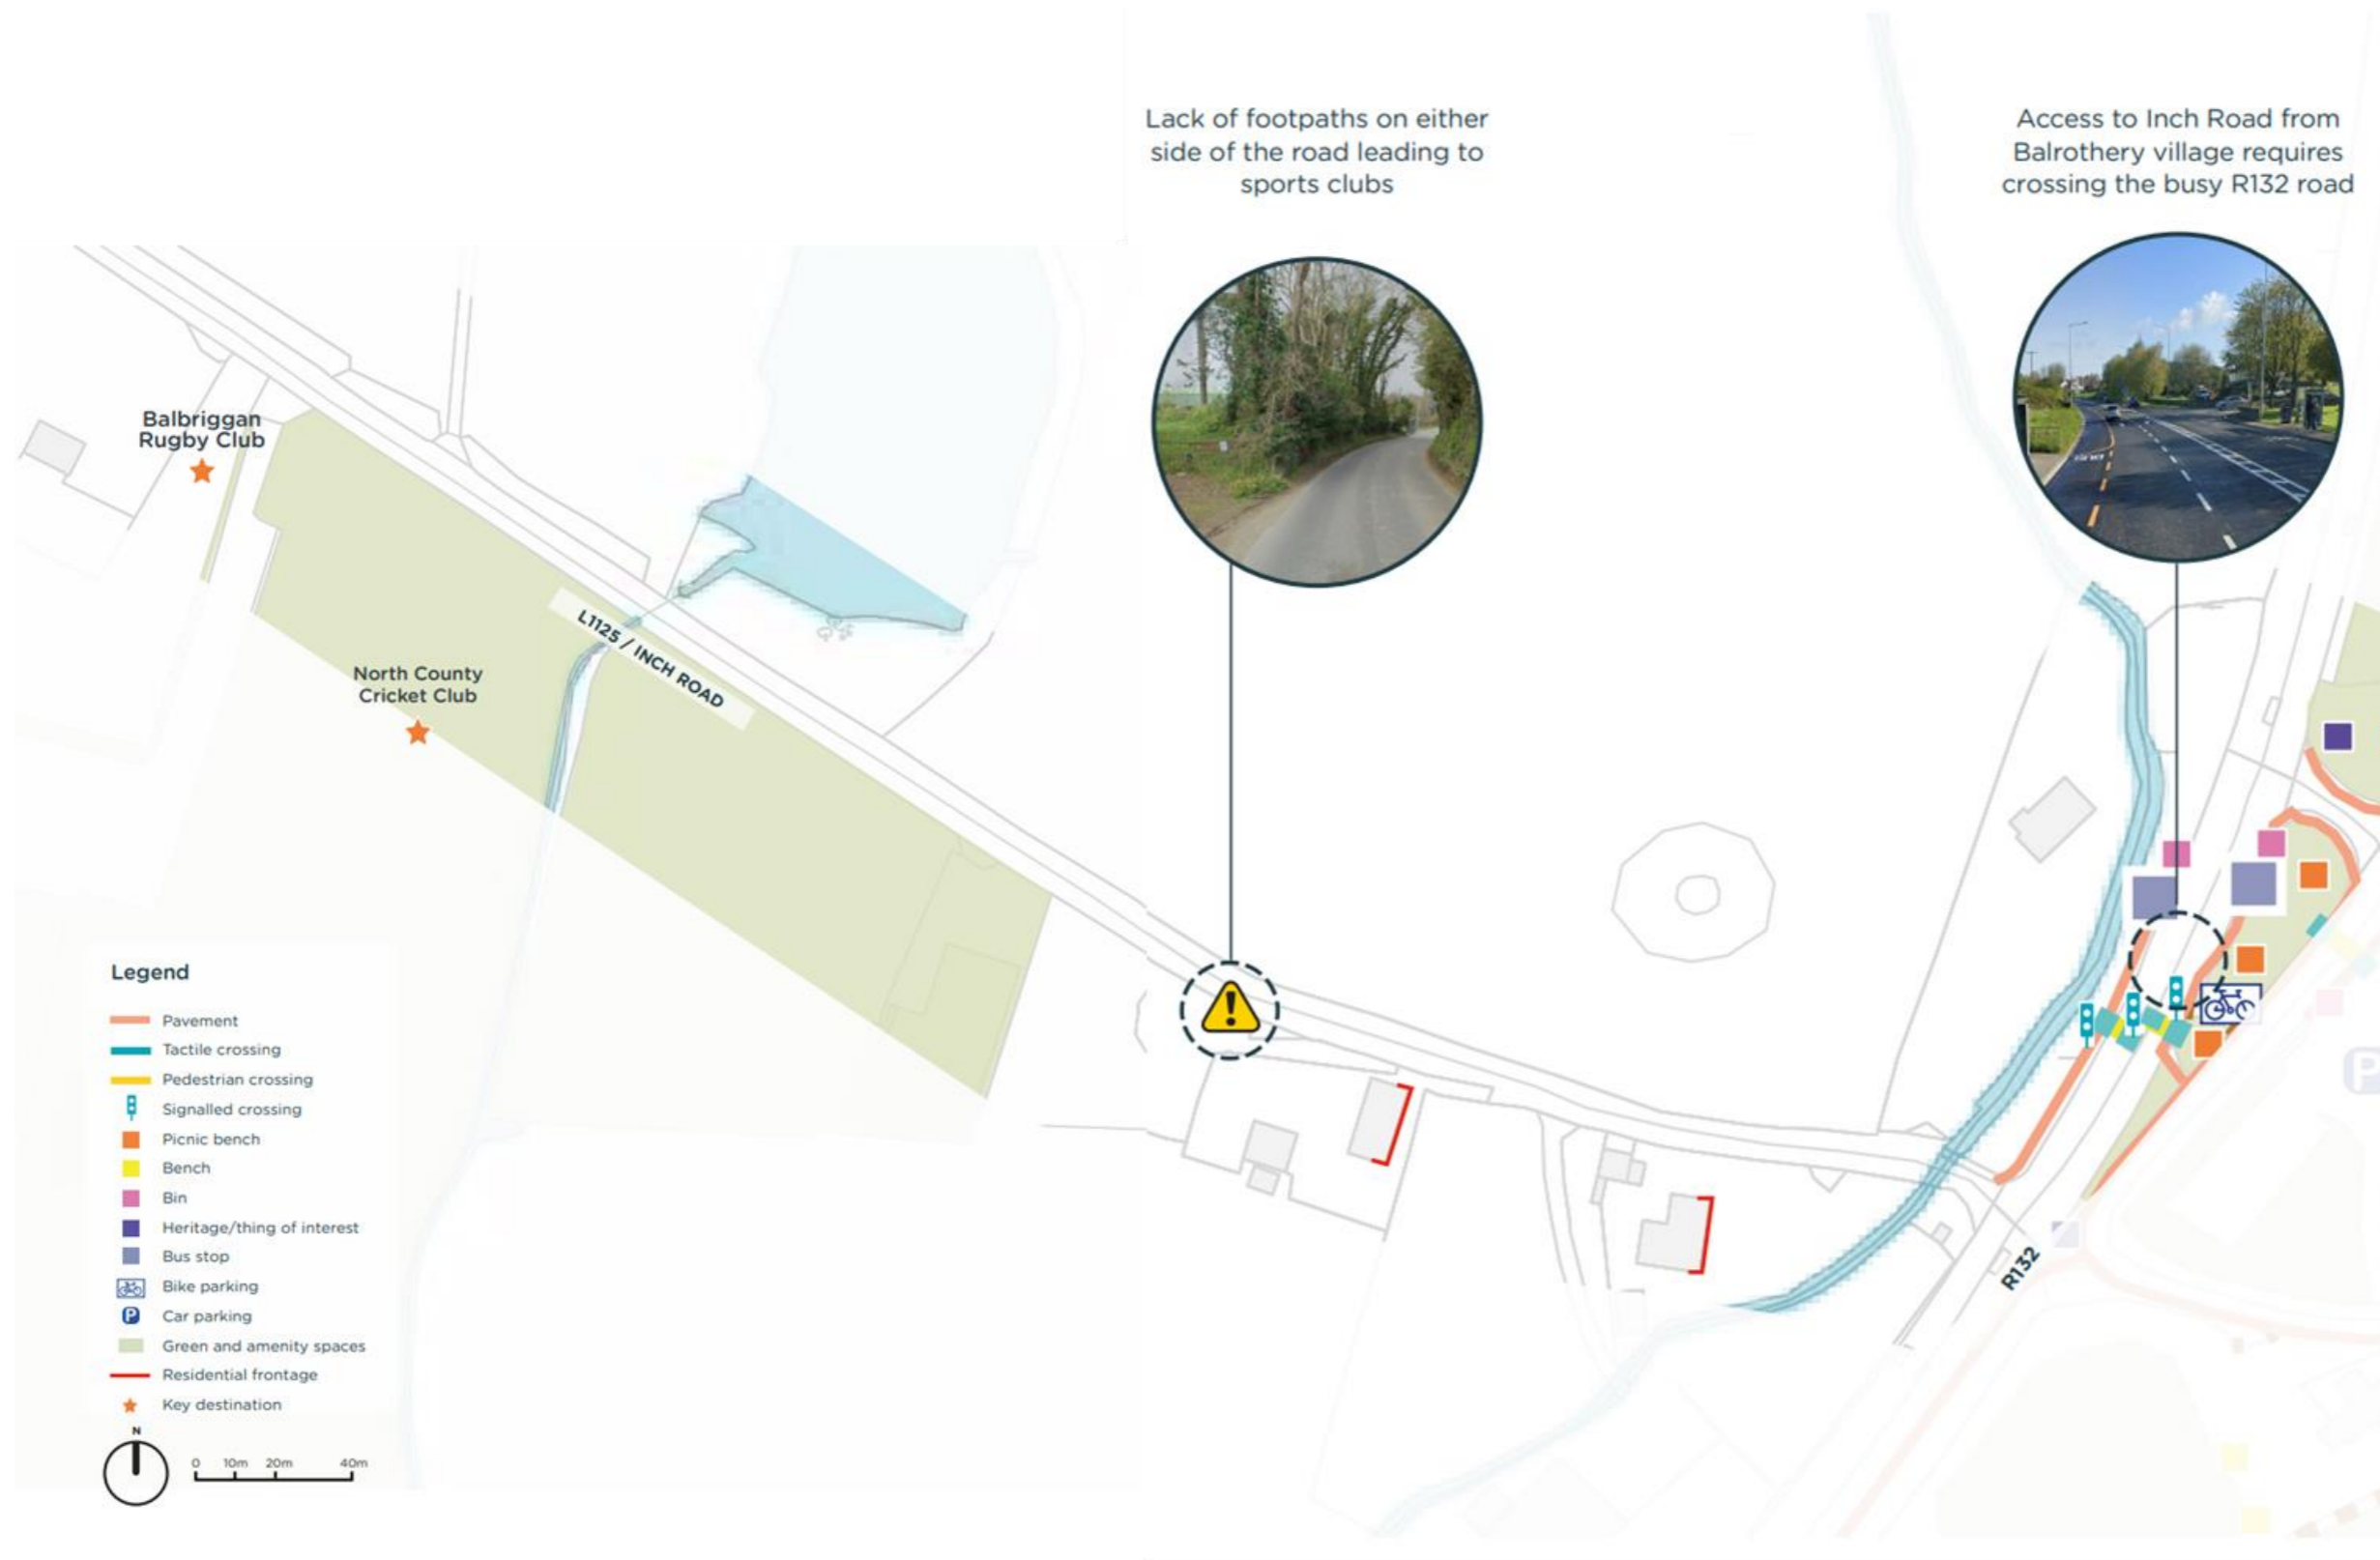 Lack of footpaths on either
side of the road leading to
sports clubs
Access to Inch Road from
Balrothery village requires
crossing the busy R132 road
Balbriggan
Rugby Club
North County
Cricket Club
L1125 / INCH ROAD
R132
P
Legend
Pavement
Tactile crossing
Pedestrian crossing
Signalled crossing
Picnic bench
Bench
Bin
Heritage/thing of interest
Bus stop
Bike parking
P Car parking
Green and amenity spaces
Residential frontage
Key destination
N
0 10m 20m 40m